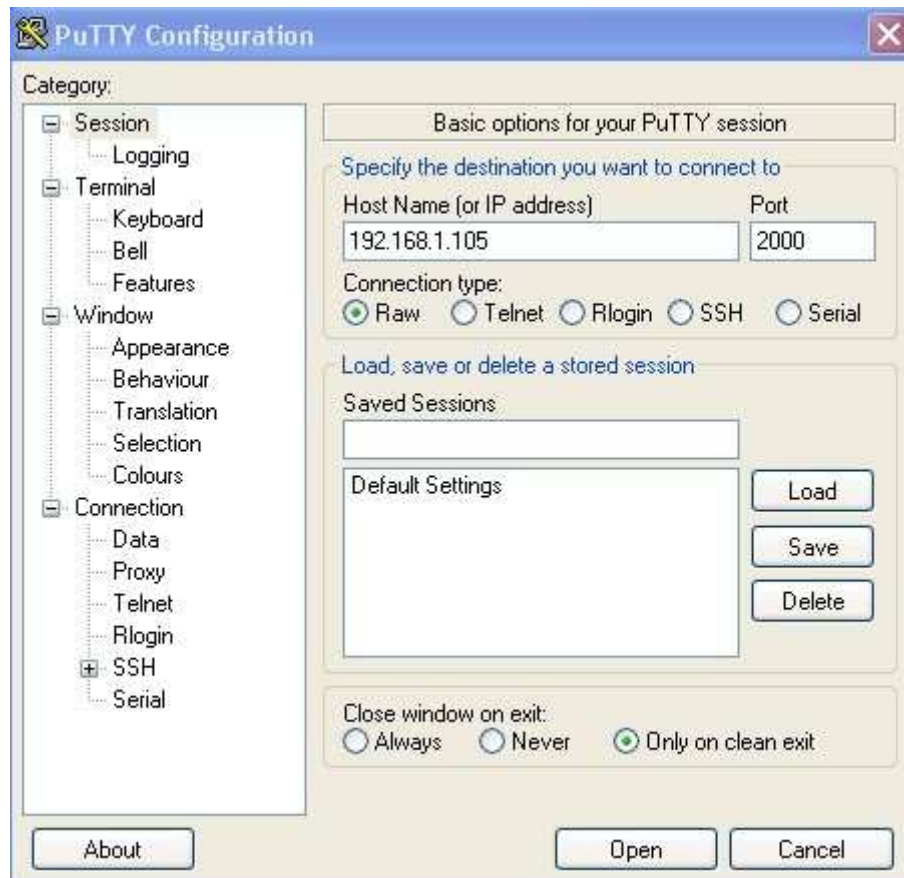 PuTTY Configuration
Category:
Session
Logging
Terminal
Keyboard
Bell
Features
Window
Appearance
Behaviour
Translation
Selection
Colours
Connection
Data
Proxy
Telnet
Rlogin
SSH
Serial
Basic options for your PuTTY session
Specify the destination you want to connect to
Host Name (or IP address) Port
192.168.1.105 2000
Connection type:
Raw Telnet Rlogin SSH Serial
Load, save or delete a stored session
Saved Sessions
Default Settings
Load
Save
Delete
Close window on exit:
Always Never Only on clean exit
About Open Cancel